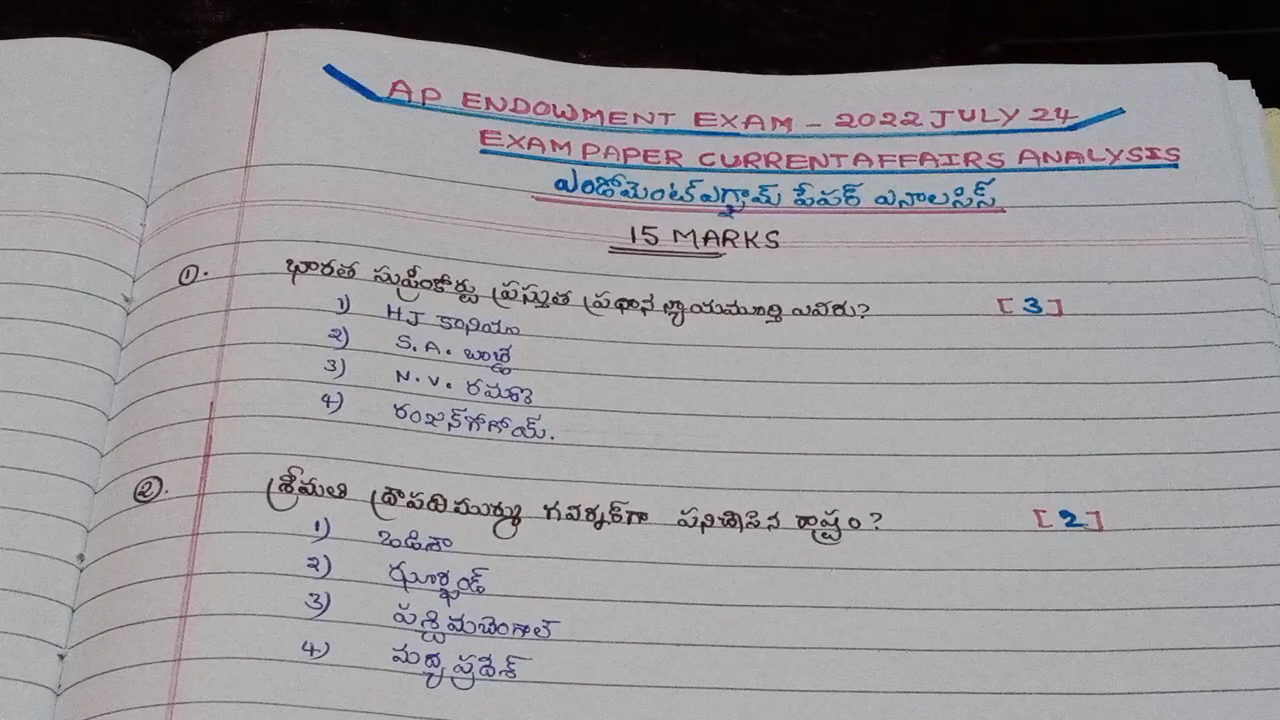 AP ENDOWMENT EXAM - 2022 JULY 24
EXAM PAPER CURRENT AFFAIRS ANALYSIS
ఎండోమెంట్ ఎగ్జామ్ పేపర్ ఎనాలసిస్
15 MARKS
①. భారత సుప్రీంకోర్టు ప్రస్తుత ప్రధాన న్యాయమూర్తి ఎవరు? [3]
1) HJ కానియా
2) S.A. బాబ్డే
3) N.V. రమణ
4) రంజన్ గోగోయ్.
②. శ్రీమతి ద్రౌపది ముర్ము గవర్నర్ గా పనిచేసిన రాష్ట్రం? [2]
1) ఒడిశా
2) ఝార్ఖండ్
3) పశ్చిమబెంగాల్
4) మధ్యప్రదేశ్